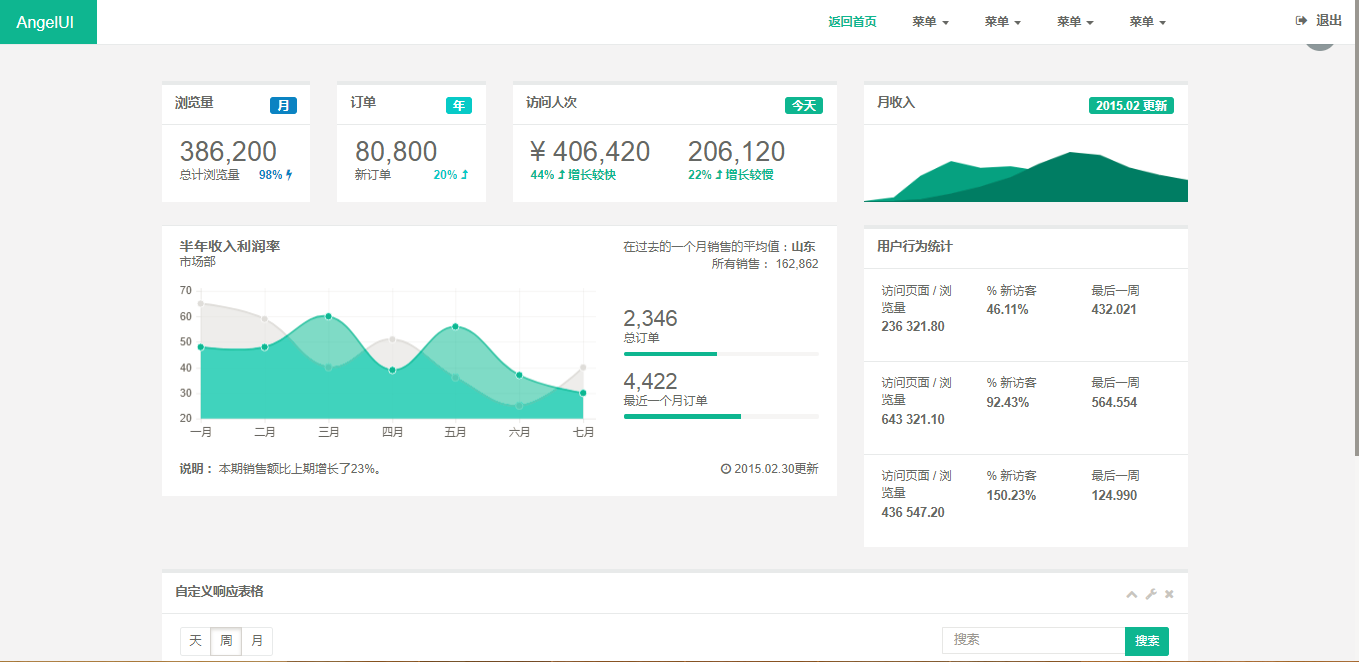 AngelUI
返回首页 菜单 菜单 菜单 菜单 退出
浏览量 月
386,200
总计浏览量 98%
订单 年
80,800
新订单 20%
访问人次 今天
¥ 406,420 206,120
44% 增长较快 22% 增长较慢
月收入 2015.02 更新
半年收入利润率
市场部
在过去的一个月销售的平均值：山东
所有销售： 162,862
70
60
50
40
30
20
一月 二月 三月 四月 五月 六月 七月
2,346
总订单
4,422
最近一个月订单
说明： 本期销售额比上期增长了23%。
2015.02.30更新
用户行为统计
访问页面 / 浏
览量
236 321.80
% 新访客
46.11%
最后一周
432.021
访问页面 / 浏
览量
643 321.10
% 新访客
92.43%
最后一周
564.554
访问页面 / 浏
览量
436 547.20
% 新访客
150.23%
最后一周
124.990
自定义响应表格
天 周 月
搜索 搜索